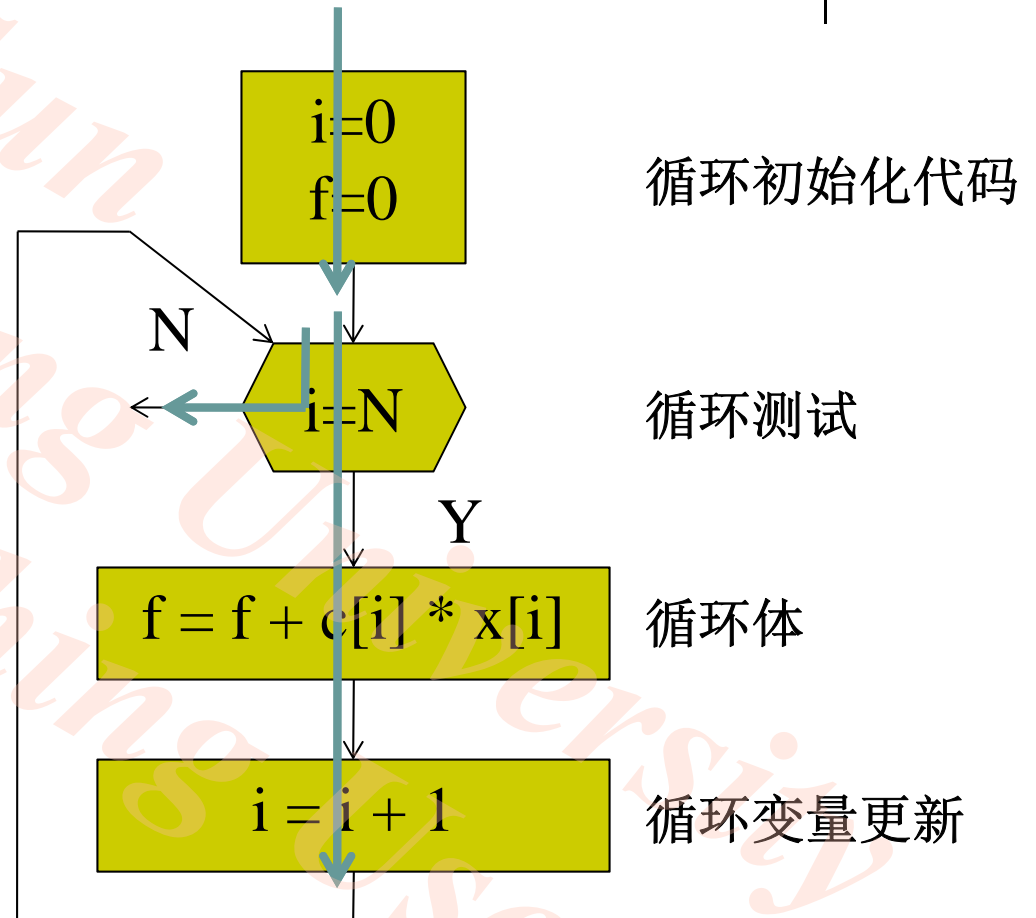 i=0
f=0
循环初始化代码
N
i=N
循环测试
Y
f = f + c[i] * x[i]
循环体
i = i + 1
循环变量更新
University